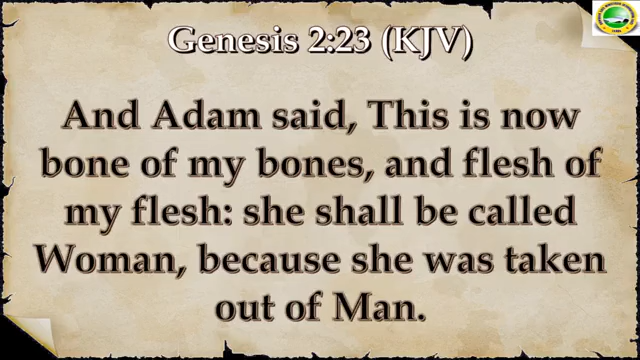 Genesis 2:23 (KJV)
And Adam said, This is now
bone of my bones, and flesh of
my flesh: she shall be called
Woman, because she was taken
out of Man.